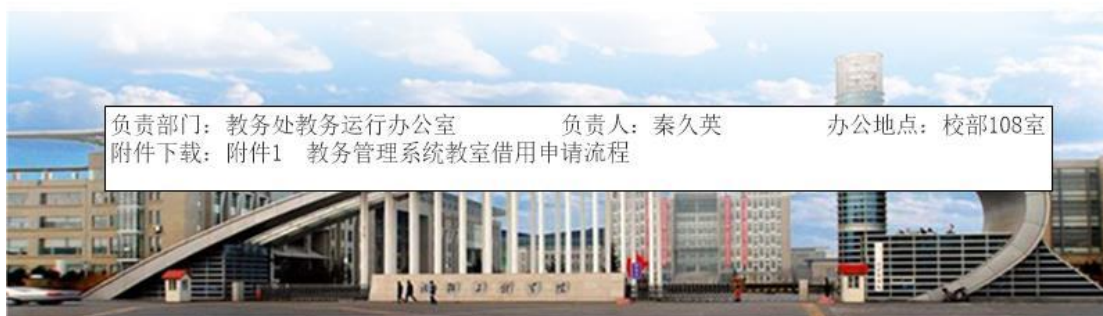 负责部门：教务处教务运行办公室 负责人：秦久英 办公地点：校部108室
附件下载：附件1 教务管理系统教室借用申请流程